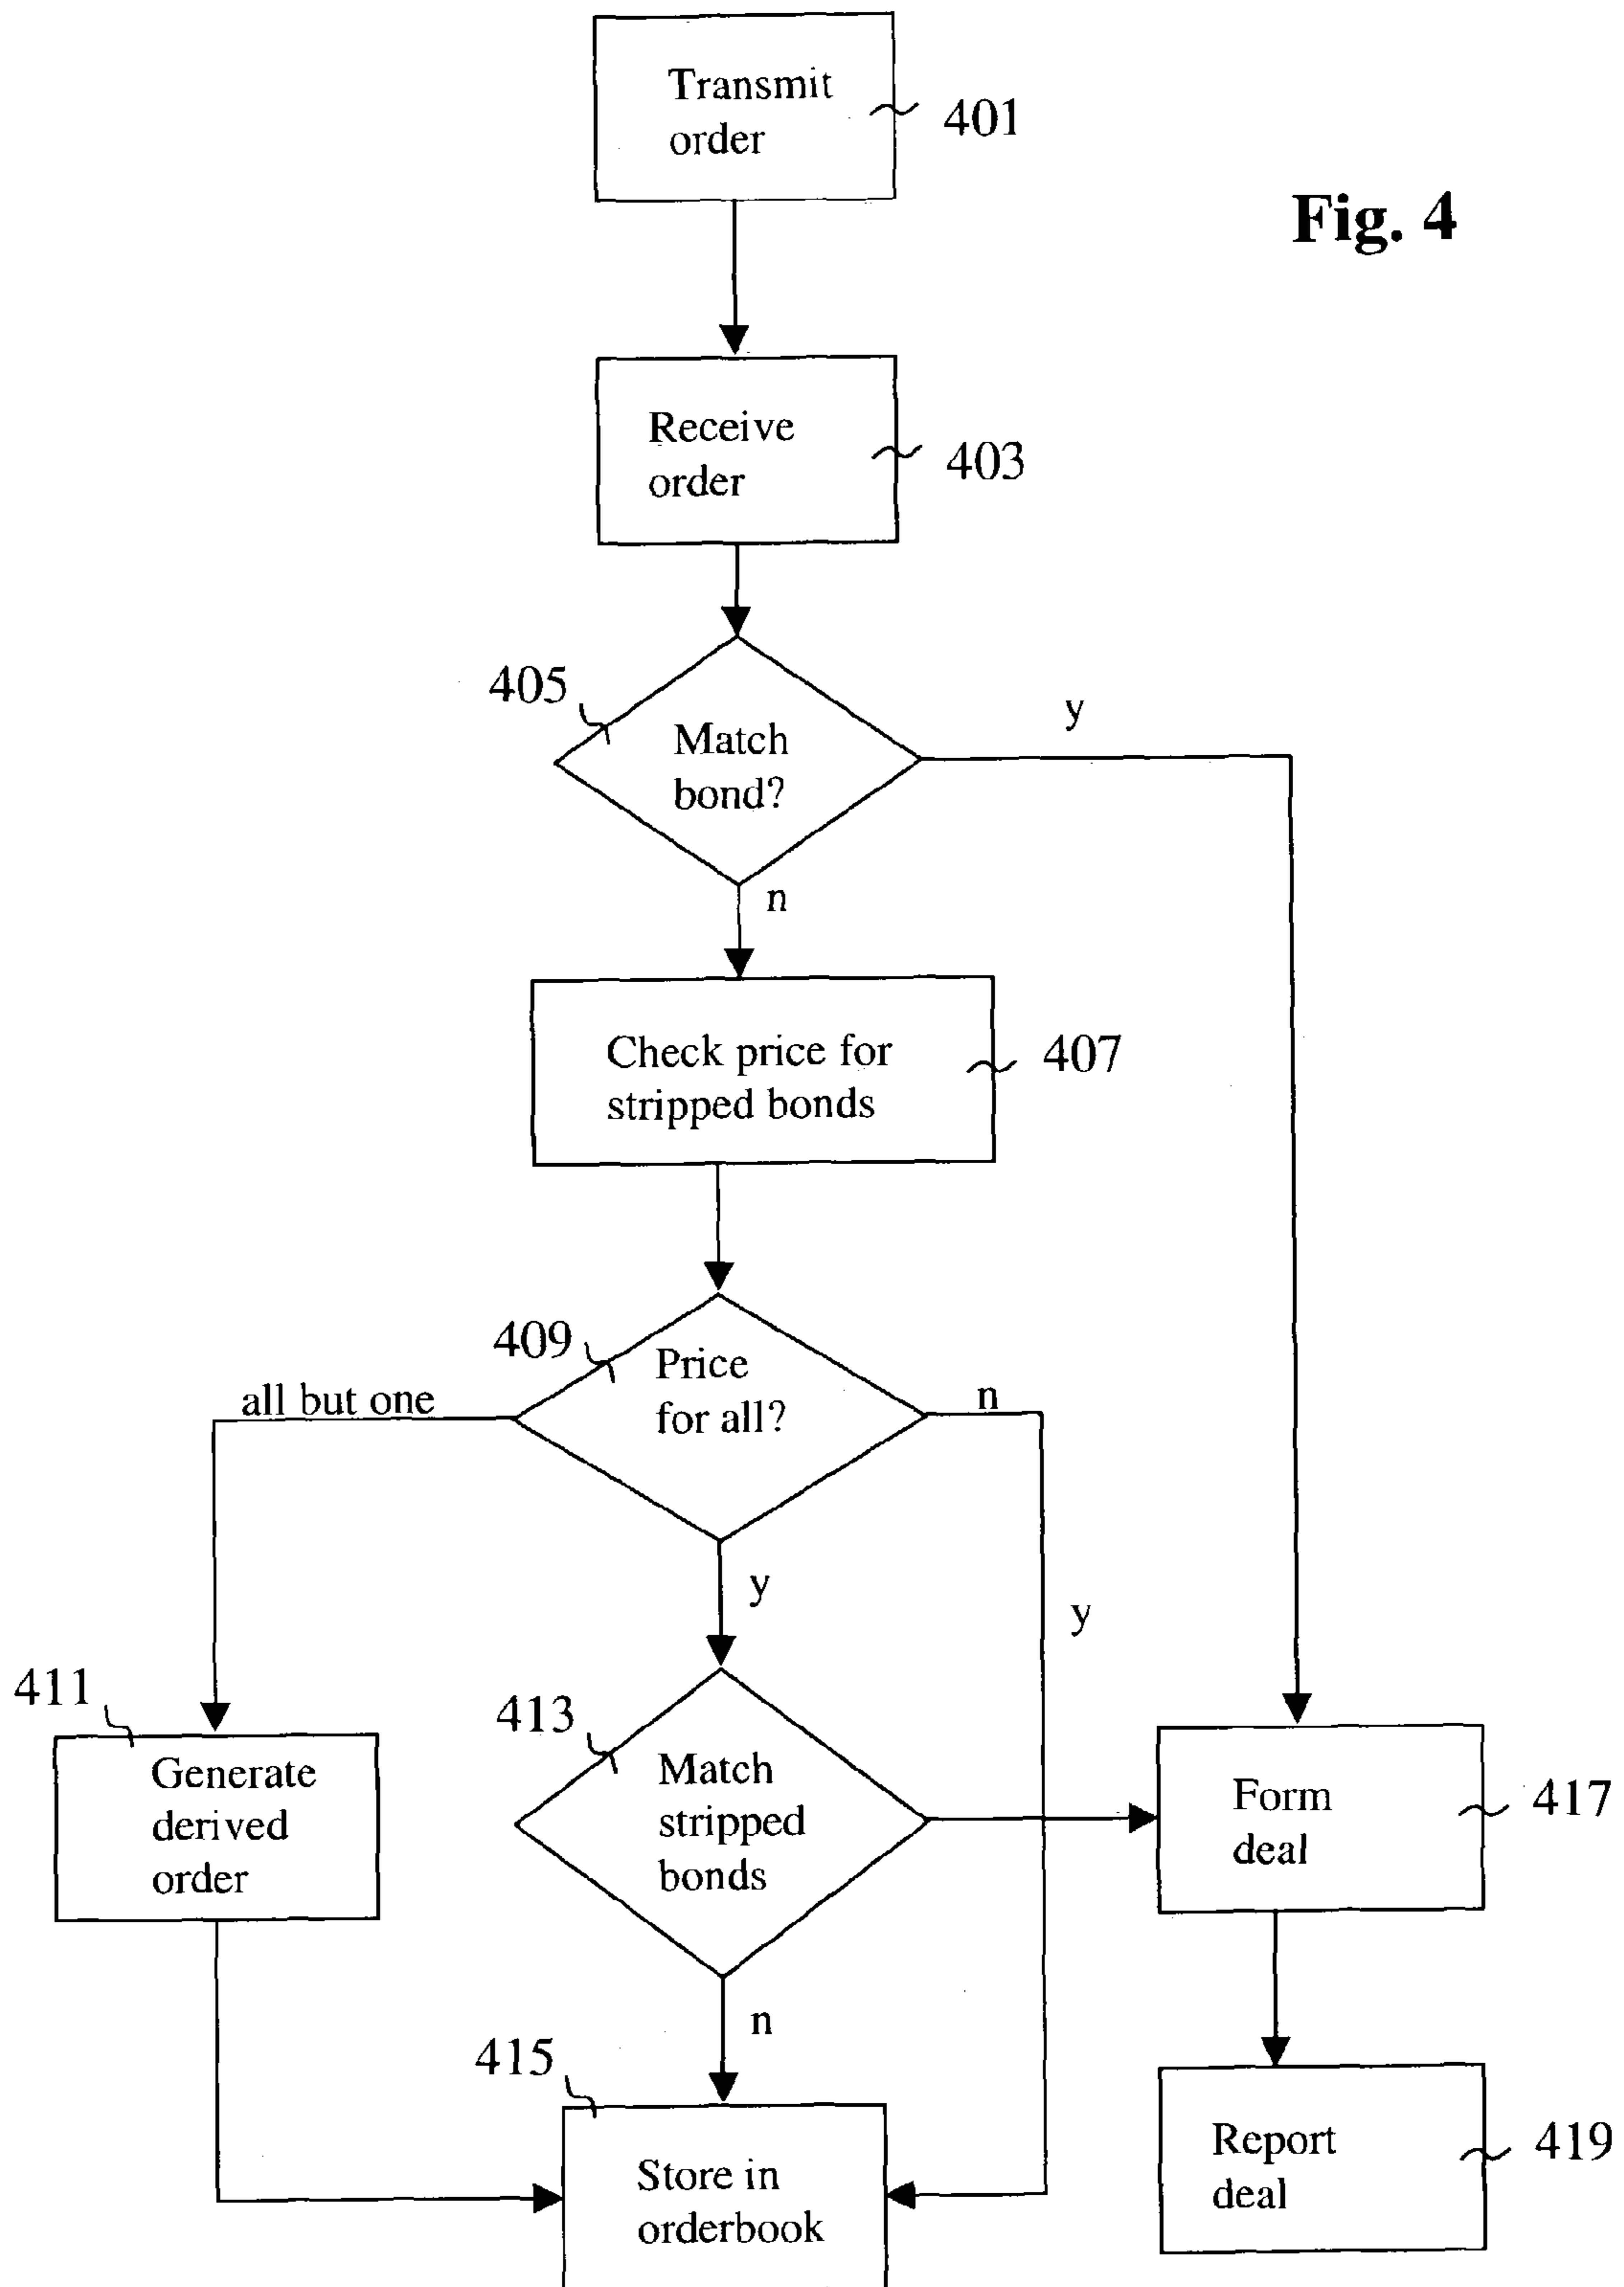 Transmit
order
401
Fig. 4
Receive
order
403
405
Match
bond?
y
n
Check price for
stripped bonds
407
409
Price
for all?
all but one
n
y
y
411
Generate
derived
order
413
Match
stripped
bonds
Form
deal
417
n
415
Store in
orderbook
Report
deal
419